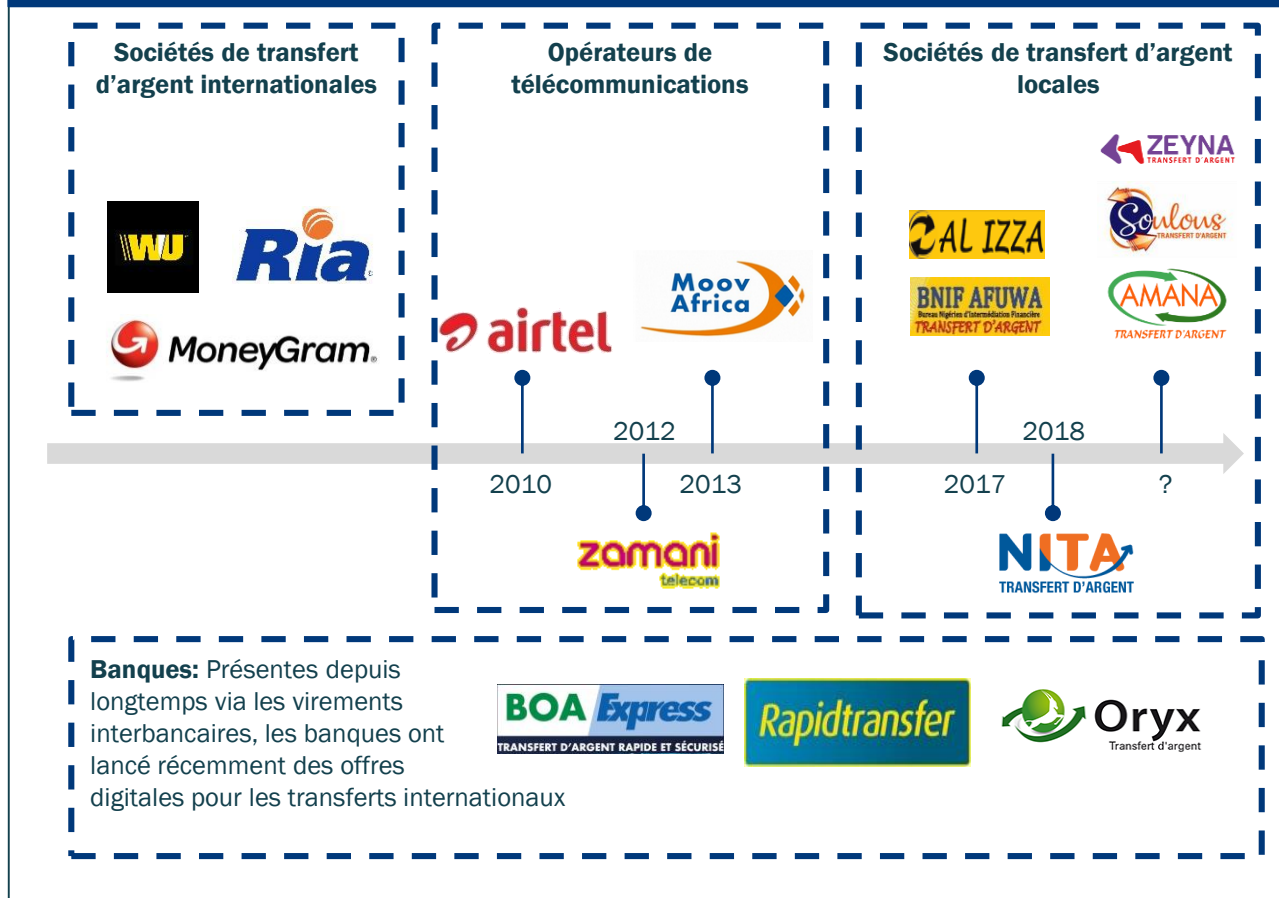 Sociétés de transfert
d'argent internationales
WU
Ria
MoneyGram.
Opérateurs de
télécommunications
airtel
Moov
Africa
2012
2010
2013
zamani
telecom
Sociétés de transfert d'argent
locales
ZEYNA
TRANSFERT D'ARGENT
AL IZZA
Soulous
TRANSFERT D'ARGENT
BNIF AFUWA
Bureau Nigérien d'Intermédiation Financière
TRANSFERT D'ARGENT
AMANA
TRANSFERT D'ARGENT
2018
2017
?
NITA
TRANSFERT D'ARGENT
Banques: Présentes depuis
longtemps via les virements
interbancaires, les banques ont
lancé récemment des offres
digitales pour les transferts internationaux
BOA Express
TRANSFERT D'ARGENT RAPIDE ET SÉCURISÉ
Rapidtransfer
Oryx
Transfert d'argent